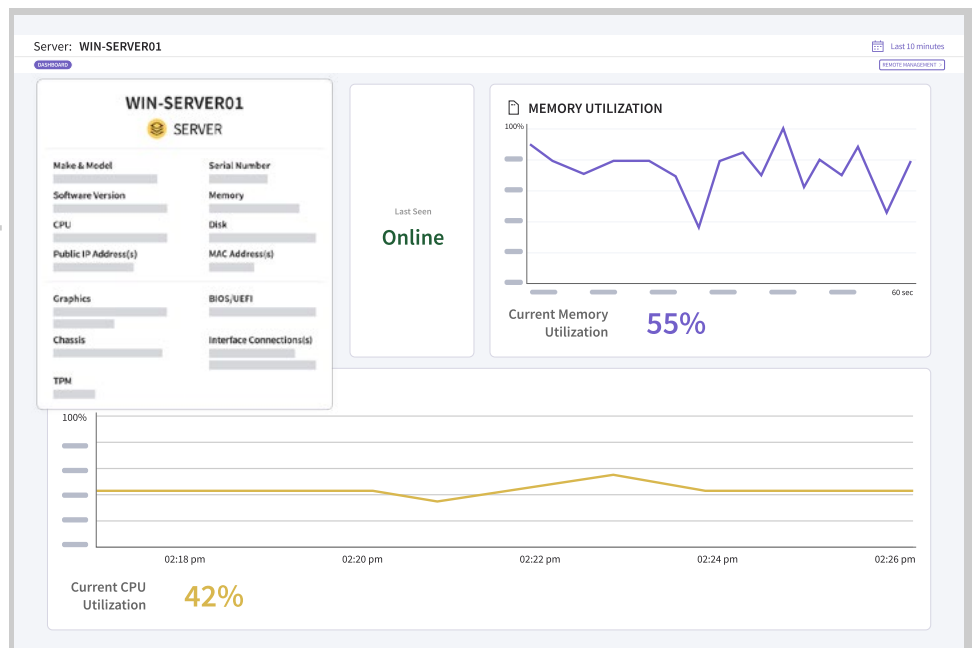 Server: WIN-SERVER01
Last 10 minutes
DASHBOARD
REMOTE MANAGEMENT >
WIN-SERVER01
SERVER
Make & Model
Serial Number
Software Version
Memory
CPU
Disk
Public IP Address(s)
MAC Address(s)
Graphics
BIOS/UEFI
Chassis
Interface Connections(s)
TPM
Last Seen
Online
MEMORY UTILIZATION
100%
60 sec
Current Memory
Utilization
55%
100%
02:18 pm
02:20 pm
02:22 pm
02:24 pm
02:26 pm
Current CPU
Utilization
42%